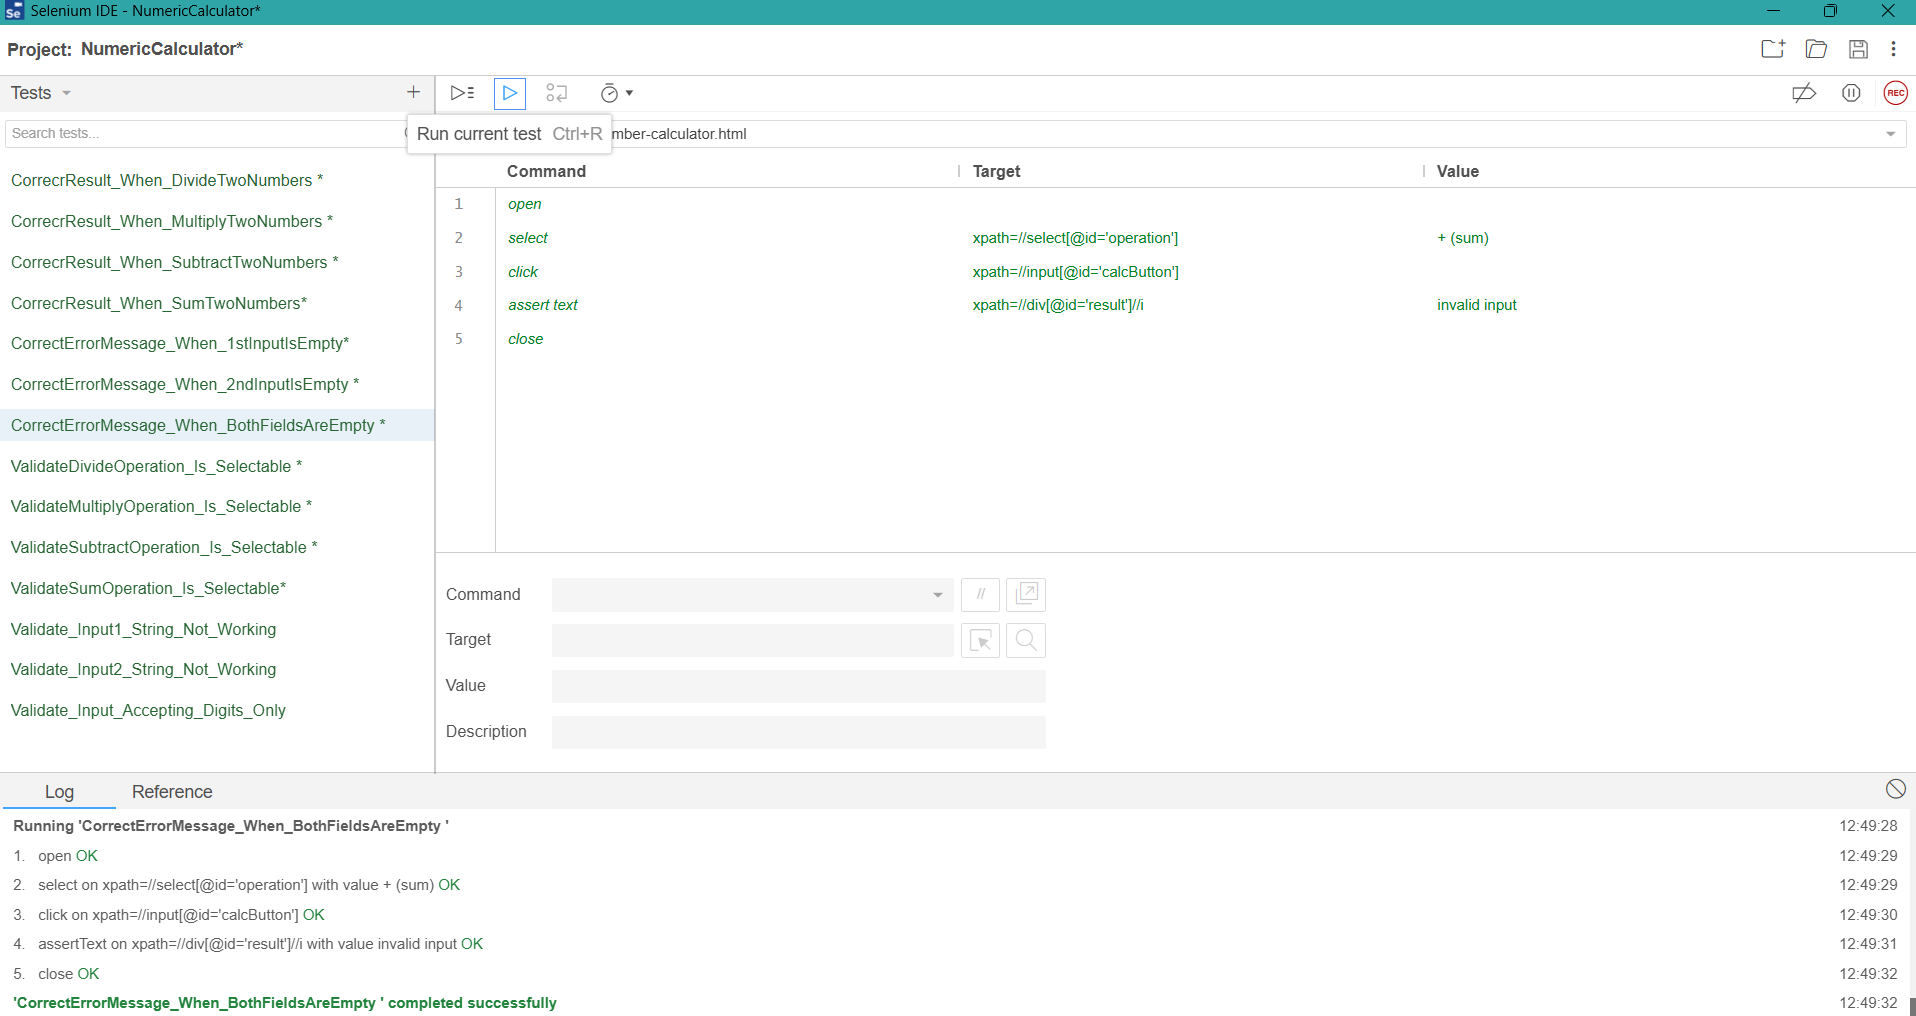 Se Selenium IDE - NumericCalculator*
Project: NumericCalculator*
Tests
REC
Search tests...
Run current test Ctrl+R
mber-calculator.html
Command Target Value
CorrecrResult_When_DivideTwoNumbers *
CorrecrResult_When_MultiplyTwoNumbers *
CorrecrResult_When_SubtractTwoNumbers *
CorrecrResult_When_SumTwoNumbers*
CorrectErrorMessage_When_1stInputIsEmpty*
CorrectErrorMessage_When_2ndInputIsEmpty *
CorrectErrorMessage_When_BothFieldsAreEmpty *
ValidateDivideOperation_Is_Selectable *
ValidateMultiplyOperation_Is_Selectable *
ValidateSubtractOperation_Is_Selectable *
ValidateSumOperation_Is_Selectable*
Validate_Input1_String_Not_Working
Validate_Input2_String_Not_Working
Validate_Input_Accepting_Digits_Only
1 open
2 select xpath=//select[@id='operation'] + (sum)
3 click xpath=//input[@id='calcButton']
4 assert text xpath=//div[@id='result']//i invalid input
5 close
Command //
Target
Value
Description
Log Reference
Running 'CorrectErrorMessage_When_BothFieldsAreEmpty ' 12:49:28
1. open OK 12:49:29
2. select on xpath=//select[@id='operation'] with value + (sum) OK 12:49:29
3. click on xpath=//input[@id='calcButton'] OK 12:49:30
4. assertText on xpath=//div[@id='result']//i with value invalid input OK 12:49:31
5. close OK 12:49:32
'CorrectErrorMessage_When_BothFieldsAreEmpty ' completed successfully 12:49:32